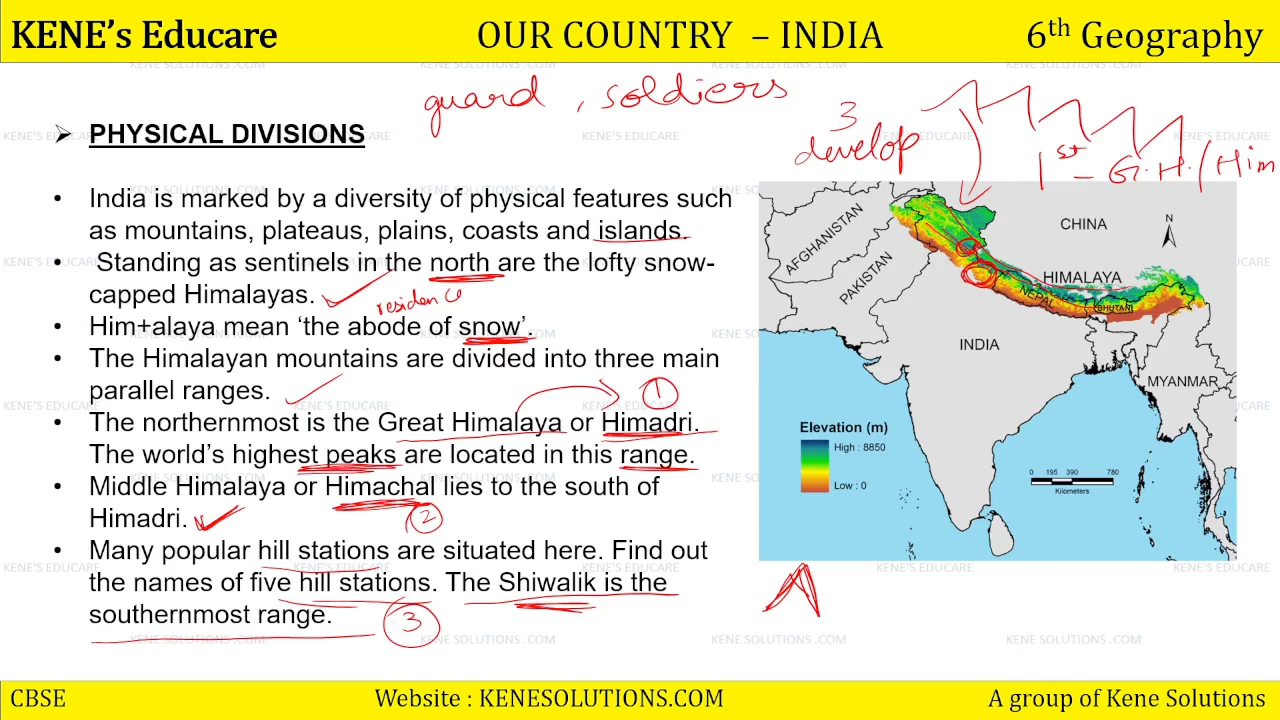 KENE's Educare OUR COUNTRY – INDIA 6th Geography
guard, soldiers
3
develop
1st – G.H./Him
➢ PHYSICAL DIVISIONS
• India is marked by a diversity of physical features such
as mountains, plateaus, plains, coasts and islands.
• Standing as sentinels in the north are the lofty snow-
capped Himalayas.
residence
• Him+alaya mean ‘the abode of snow’.
• The Himalayan mountains are divided into three main
parallel ranges.
1
• The northernmost is the Great Himalaya or Himadri.
The world’s highest peaks are located in this range.
• Middle Himalaya or Himachal lies to the south of
Himadri.
2
• Many popular hill stations are situated here. Find out
the names of five hill stations. The Shiwalik is the
southernmost range.
3
AFGHANISTAN
PAKISTAN
CHINA
N
HIMALAYA
NEPAL
BHUTAN
INDIA
MYANMAR
Elevation (m)
High : 8850
Low : 0
0 195 390 780
Kilometers
KENE SOLUTIONS .COM
KENE'S EDUCARE
CBSE Website : KENESOLUTIONS.COM A group of Kene Solutions